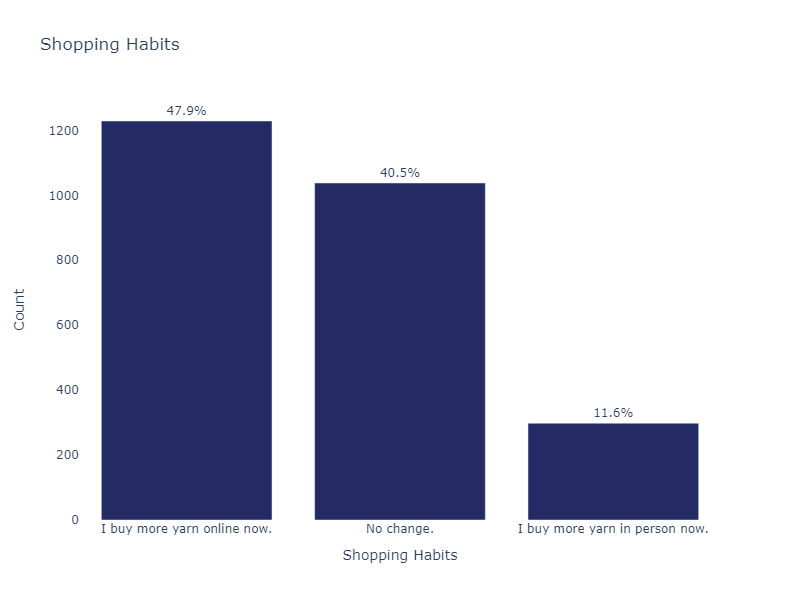 Shopping Habits
47.9%
40.5%
11.6%
Count
1200
1000
800
600
400
200
0
I buy more yarn online now.
No change.
I buy more yarn in person now.
Shopping Habits